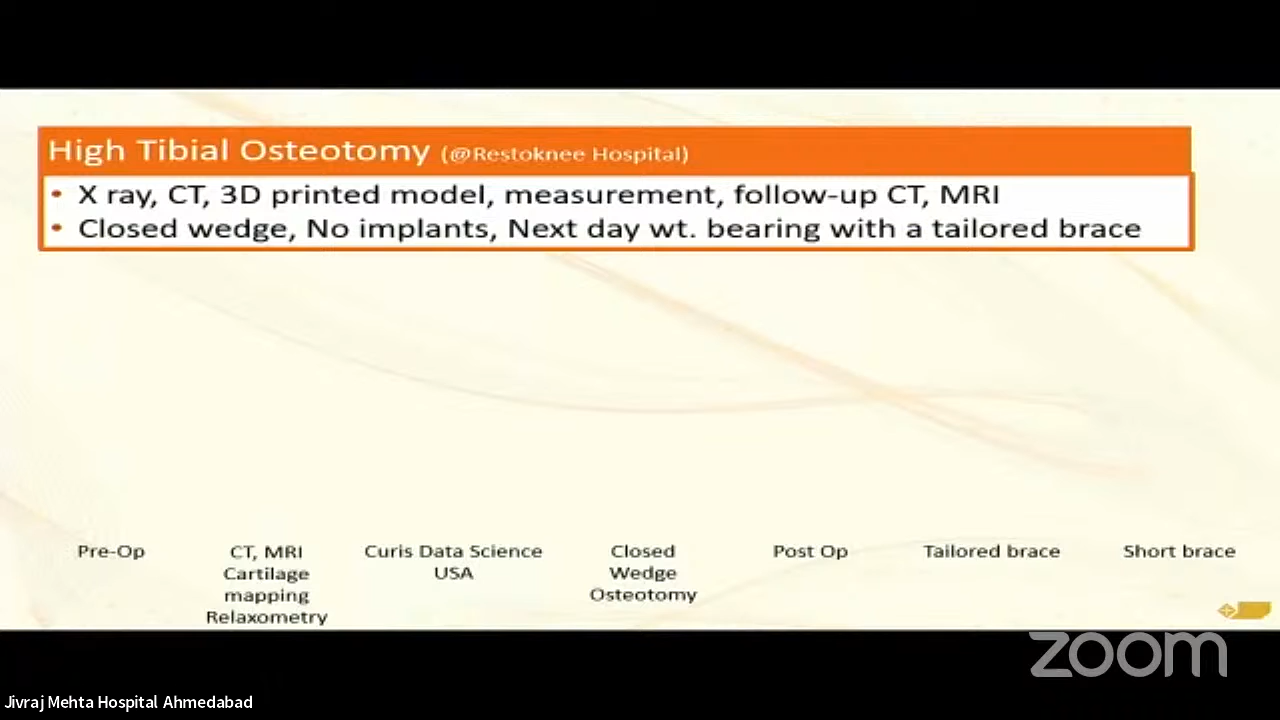 High Tibial Osteotomy (@Restoknee Hospital)
• X ray, CT, 3D printed model, measurement, follow-up CT, MRI
• Closed wedge, No implants, Next day wt. bearing with a tailored brace
Pre-Op
CT, MRI
Cartilage
mapping
Relaxometry
Curis Data Science
USA
Closed
Wedge
Osteotomy
Post Op
Tailored brace
Short brace
zoom
Jivraj Mehta Hospital Ahmedabad